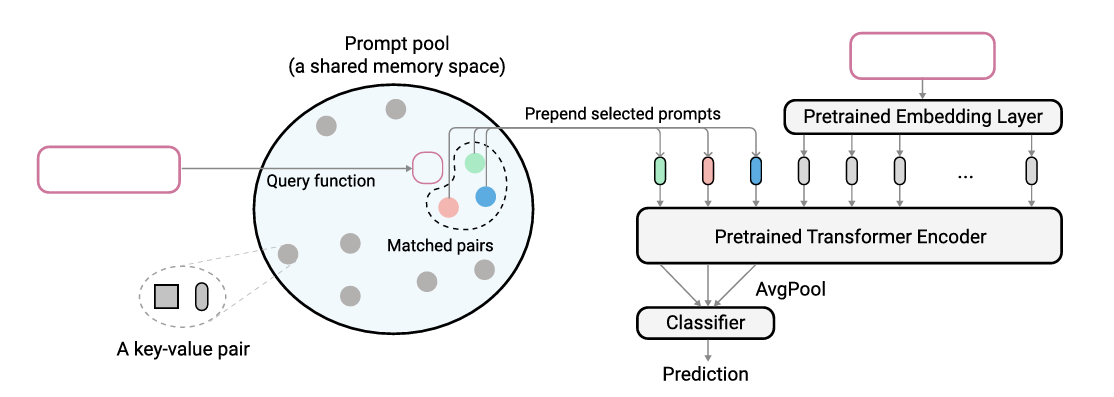 Prompt pool
(a shared memory space)
Prepend selected prompts
Pretrained Embedding Layer
Query function
...
Matched pairs
Pretrained Transformer Encoder
AvgPool
Classifier
A key-value pair
Prediction